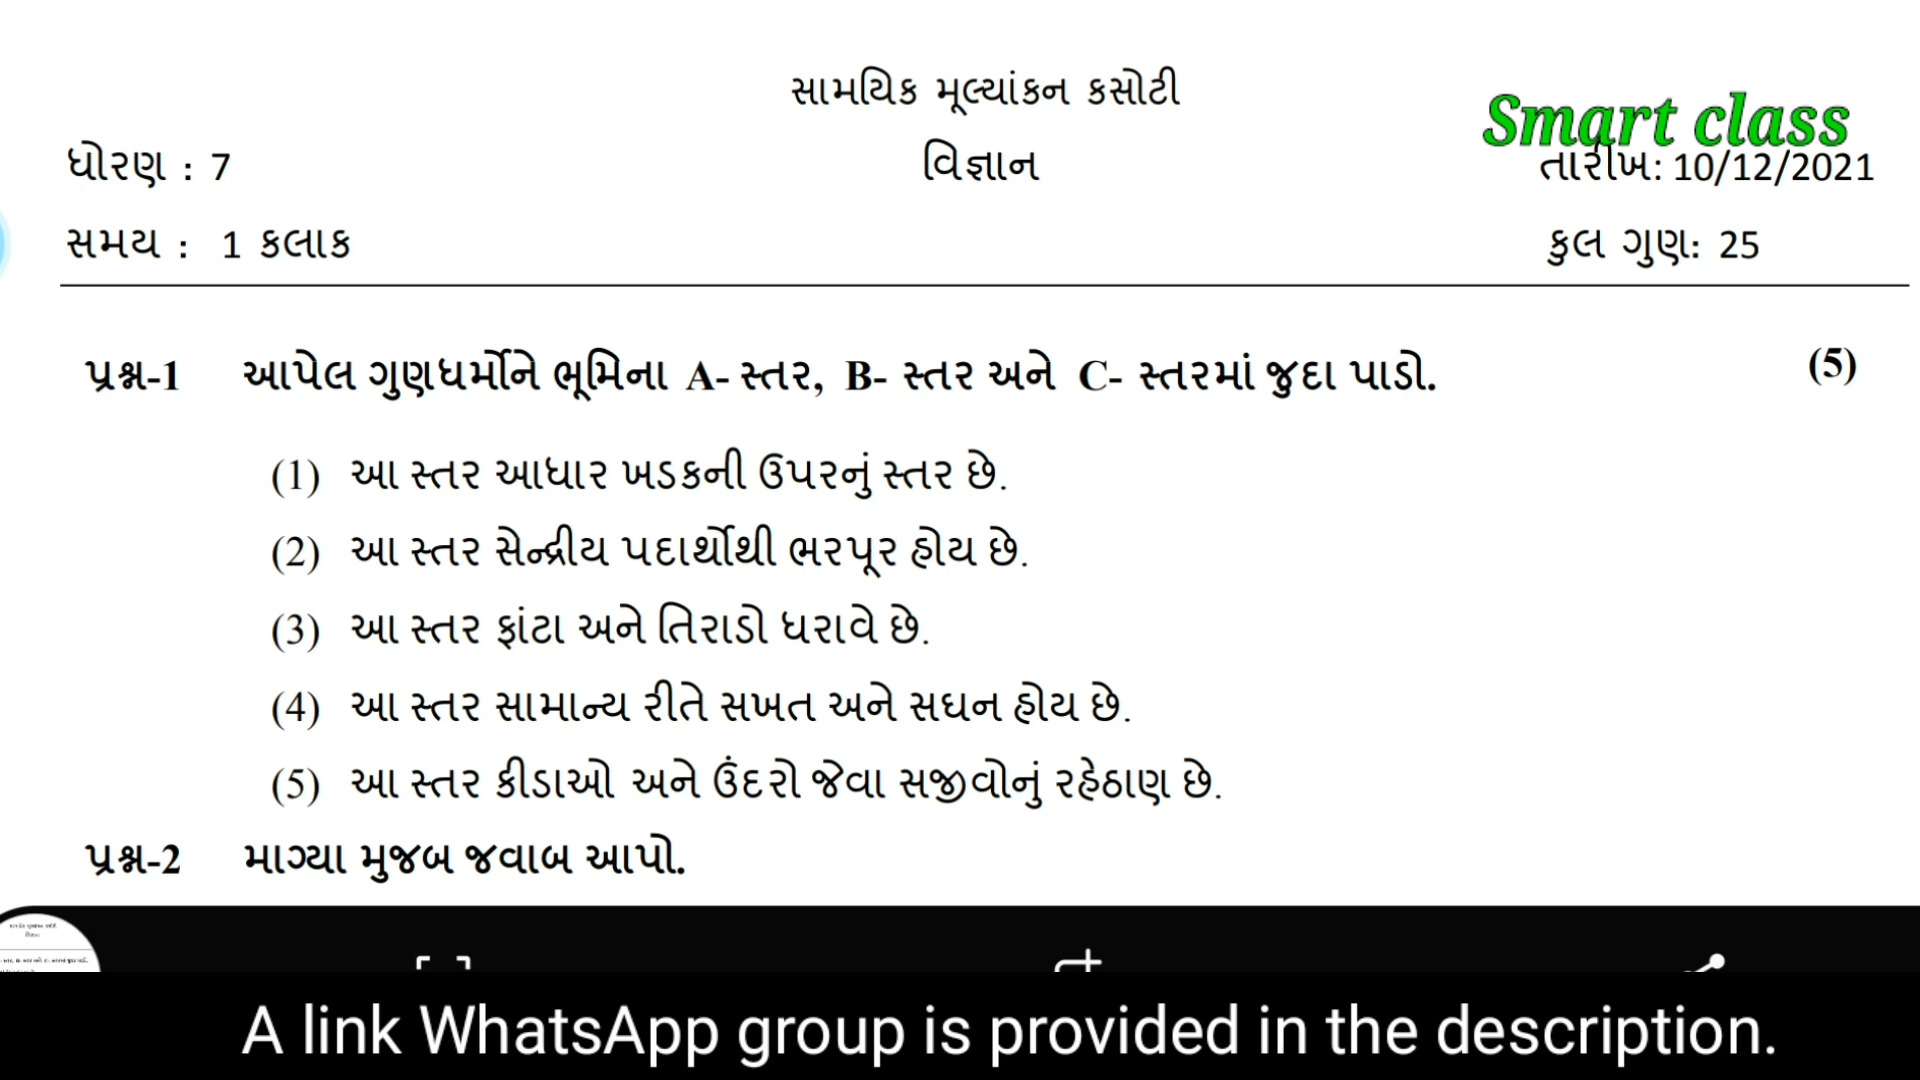 સામયિક મૂલ્યાંકન કસોટી
Smart class
ધોરણ : 7 વિજ્ઞાન તારીખ: 10/12/2021
સમય : 1 કલાક કુલ ગુણ: 25
પ્રશ્ન-1 આપેલ ગુણધર્મોને ભૂમિના A- સ્તર, B- સ્તર અને C- સ્તરમાં જુદા પાડો. (5)
(1) આ સ્તર આધાર ખડકની ઉપરનું સ્તર છે.
(2) આ સ્તર સેન્દ્રીય પદાર્થોથી ભરપૂર હોય છે.
(3) આ સ્તર ફાંટા અને તિરાડો ધરાવે છે.
(4) આ સ્તર સામાન્ય રીતે સખત અને સઘન હોય છે.
(5) આ સ્તર કીડાઓ અને ઉંદરો જેવા સજીવોનું રહેઠાણ છે.
પ્રશ્ન-2 માગ્યા મુજબ જવાબ આપો.
A link WhatsApp group is provided in the description.